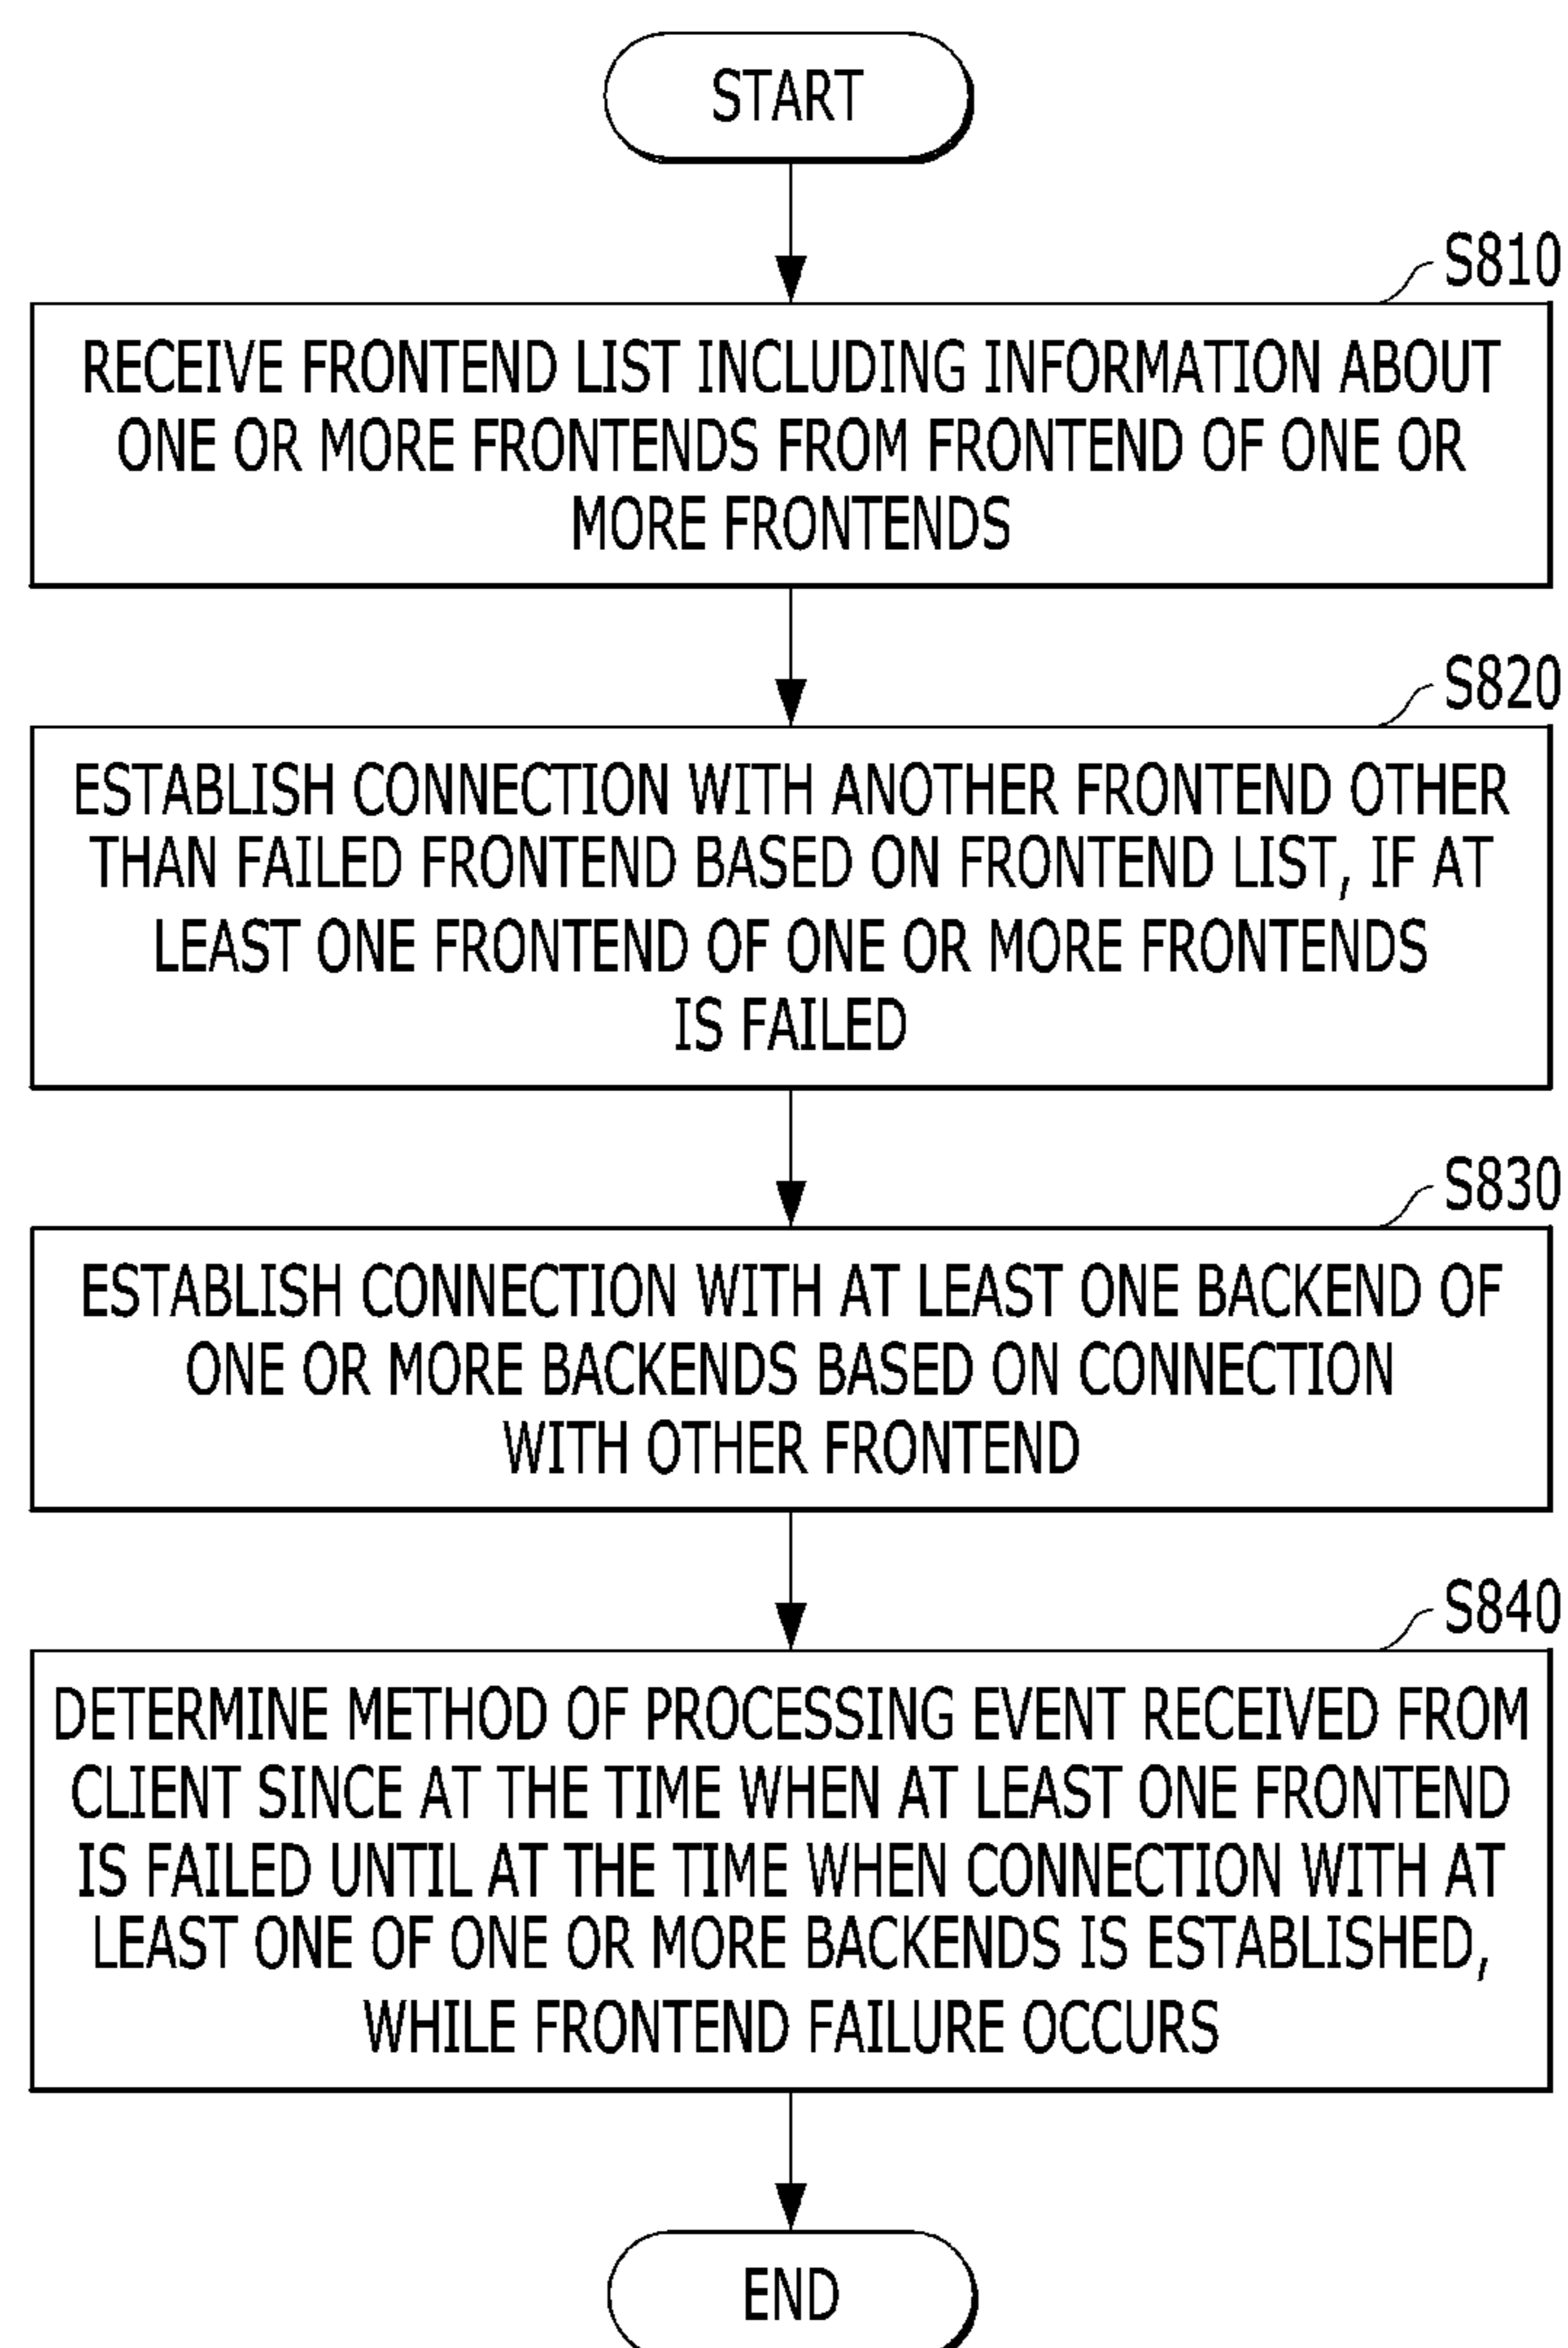 START
S810
RECEIVE FRONTEND LIST INCLUDING INFORMATION ABOUT
ONE OR MORE FRONTENDS FROM FRONTEND OF ONE OR
MORE FRONTENDS
S820
ESTABLISH CONNECTION WITH ANOTHER FRONTEND OTHER
THAN FAILED FRONTEND BASED ON FRONTEND LIST, IF AT
LEAST ONE FRONTEND OF ONE OR MORE FRONTENDS
IS FAILED
S830
ESTABLISH CONNECTION WITH AT LEAST ONE BACKEND OF
ONE OR MORE BACKENDS BASED ON CONNECTION
WITH OTHER FRONTEND
S840
DETERMINE METHOD OF PROCESSING EVENT RECEIVED FROM
CLIENT SINCE AT THE TIME WHEN AT LEAST ONE FRONTEND
IS FAILED UNTIL AT THE TIME WHEN CONNECTION WITH AT
LEAST ONE OF ONE OR MORE BACKENDS IS ESTABLISHED,
WHILE FRONTEND FAILURE OCCURS
END